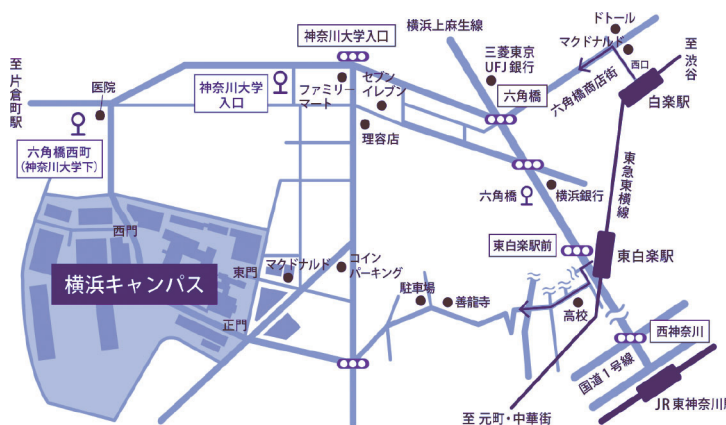 ドトール
横浜上麻生線
マクドナルド
神奈川大学入口
三菱東京
UFJ銀行
西口
至
渋谷
至
片倉町駅
医院
神奈川大学
入口
ファミリー
マート
セブン
イレブン
六角橋
六角橋商店街
白楽駅
理容店
六角橋西町
(神奈川大学下)
六角橋
横浜銀行
東急東横線
西門
東白楽駅前
東白楽駅
横浜キャンパス
東門
マクドナルド
コイン
パーキング
駐車場
善龍寺
高校
正門
西神奈川
国道1号線
至 元町・中華街
JR東神奈川